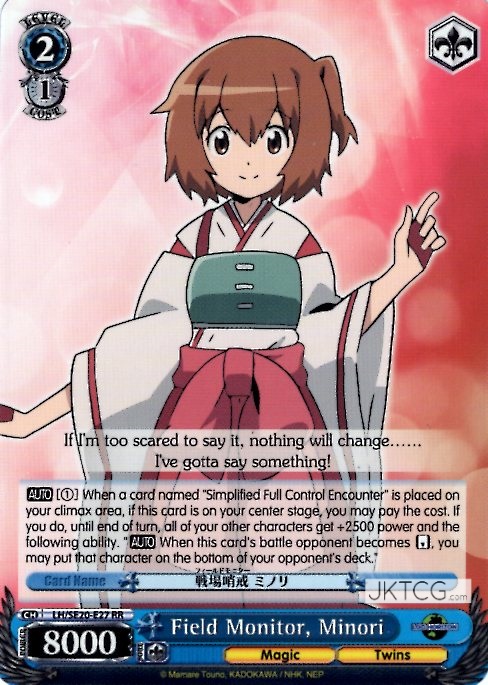 LEVEL
2
1
COST
If I'm too scared to say it, nothing will change……
I've gotta say something!
AUTO [①] When a card named "Simplified Full Control Encounter" is placed on
your climax area, if this card is on your center stage, you may pay the cost. If
you do, until end of turn, all of your other characters get +2500 power and the
following ability. "AUTO When this card's battle opponent becomes [ ], you
may put that character on the bottom of your opponent's deck."
フィールドモニター
Card Name 戦場哨戒 ミノリ
JKTCG.com
CH LH/SE20-E27 RR
POWER 8000 Field Monitor, Minori
SOUL
Magic Twins
© Mamare Touno, KADOKAWA / NHK, NEP